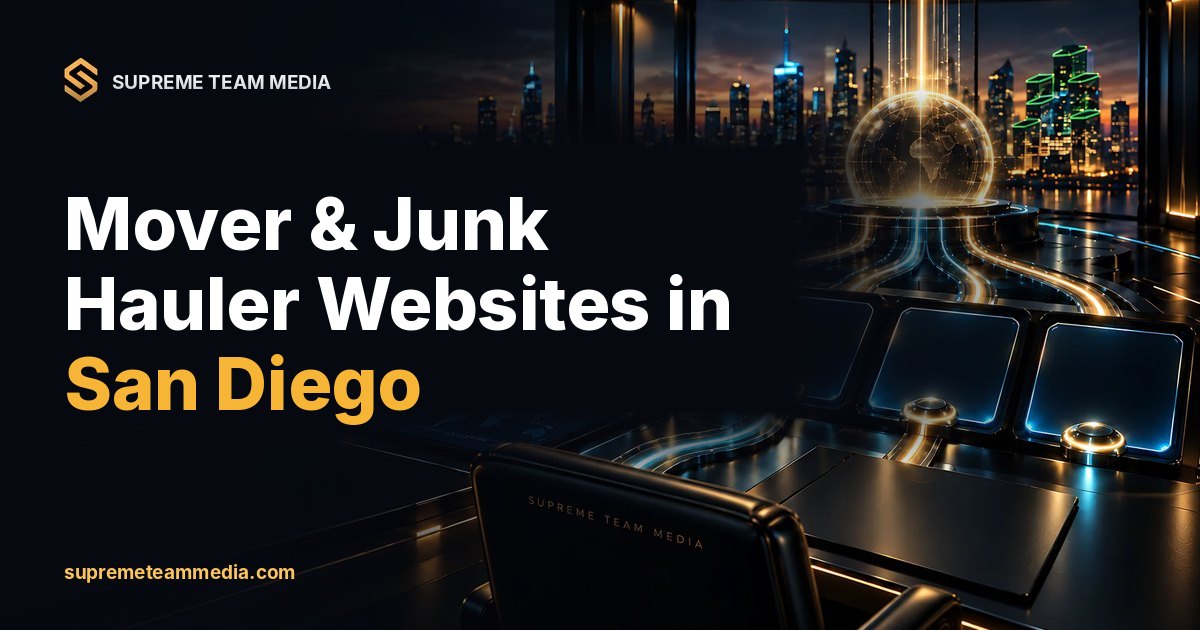 SUPREME TEAM MEDIA
Mover & Junk
Hauler Websites in
San Diego
SUPREME TEAM MEDIA
supremeteammedia.com